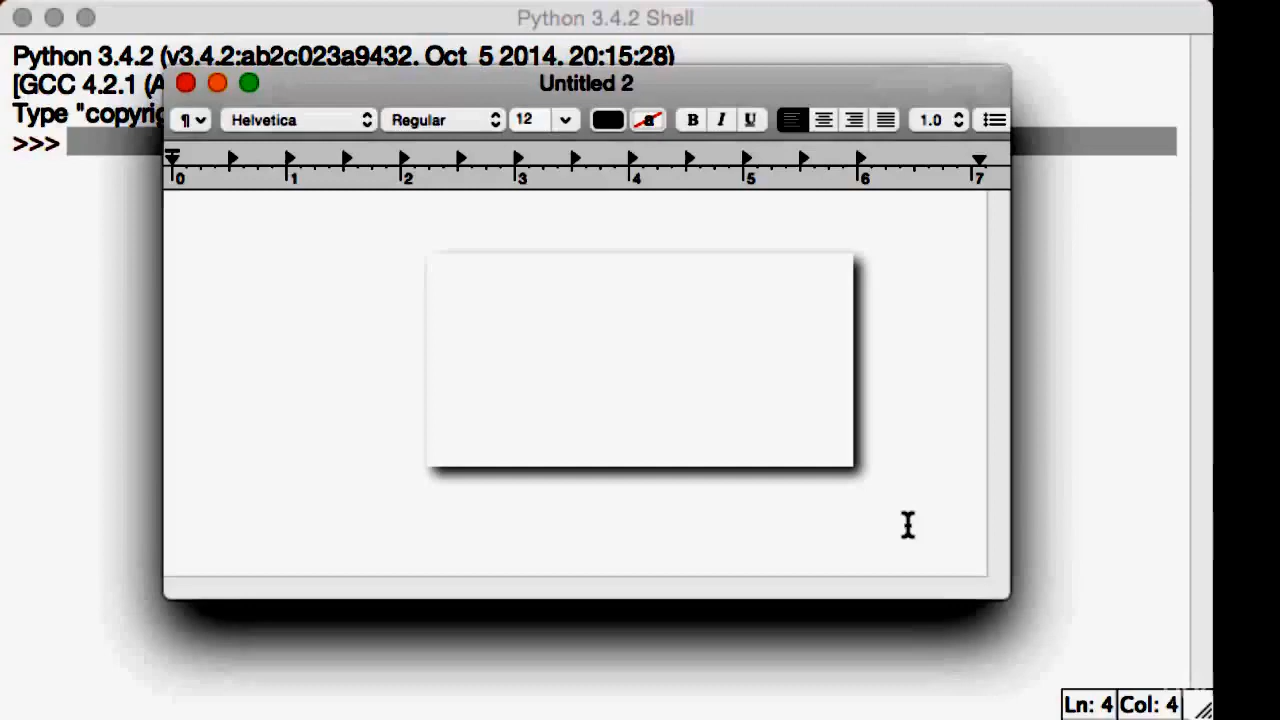 Python 3.4.2 Shell
Python 3.4.2 (v3.4.2:ab2c023a9432, Oct 5 2014, 20:15:28)
[GCC 4.2.1 (A
Type "copyrig
>>>
Untitled 2
¶ Helvetica Regular 12 a B I U 1.0
0 1 2 3 4 5 6 7
Ln: 4 Col: 4